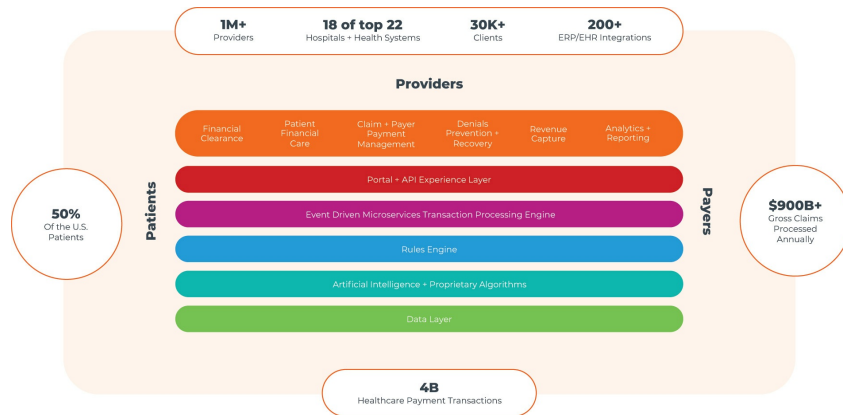 1M+
Providers
18 of top 22
Hospitals + Health Systems
30K+
Clients
200+
ERP/EHR Integrations
Providers
Financial
Clearance
Patient
Financial
Care
Claim + Payer
Payment
Management
Denials
Prevention +
Recovery
Revenue
Capture
Analytics +
Reporting
Portal + API Experience Layer
Event Driven Microservices Transaction Processing Engine
Rules Engine
Artificial Intelligence + Proprietary Algorithms
Data Layer
50%
Of the U.S.
Patients
Patients
Payers
$900B+
Gross Claims
Processed
Annually
4B
Healthcare Payment Transactions